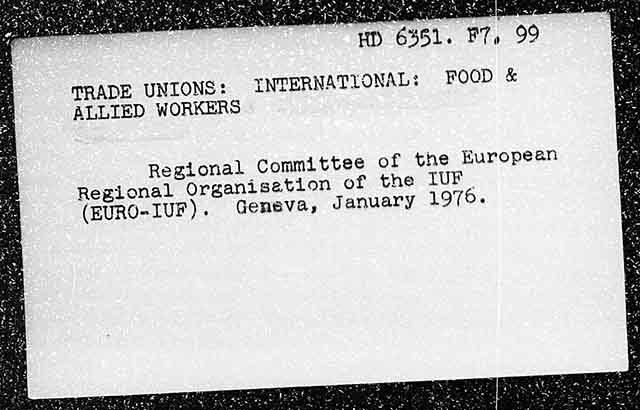 HD 6351. F7. 99
TRADE UNIONS: INTERNATIONAL: FOOD &
ALLIED WORKERS
Regional Committee of the European
Regional Organisation of the IUF
(EURO-IUF). Geneva, January 1976.